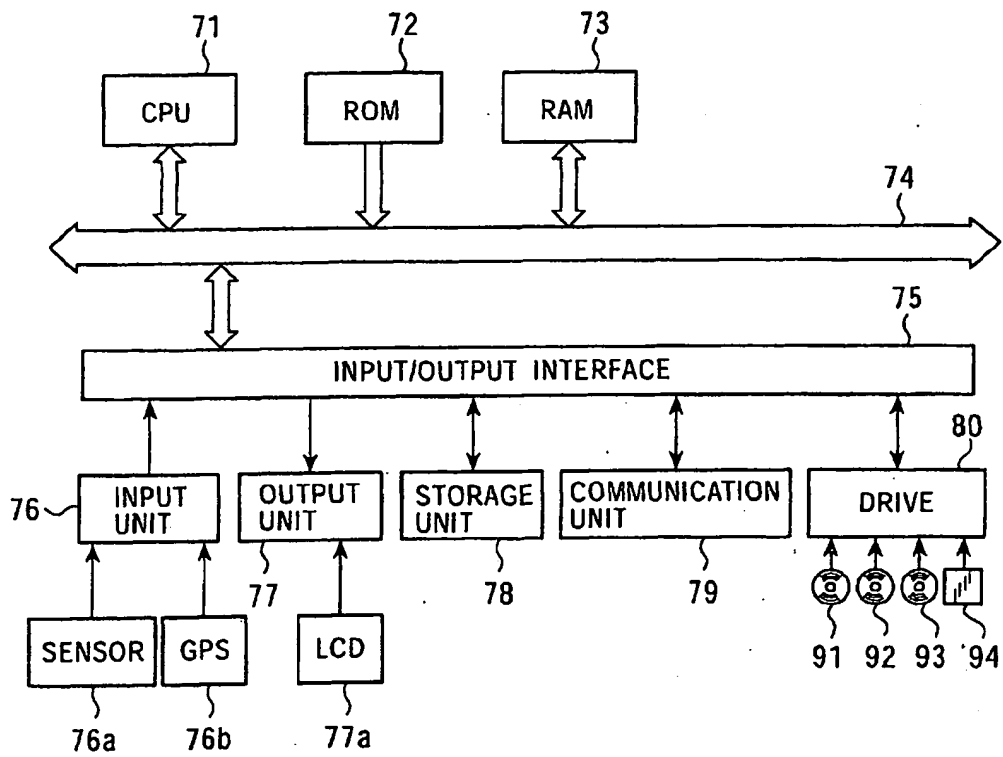 71
72
73
CPU
ROM
RAM
74
75
INPUT/OUTPUT INTERFACE
80
76
INPUT
UNIT
OUTPUT
UNIT
STORAGE
UNIT
COMMUNICATION
UNIT
DRIVE
77
78
79
91
92
93
94
SENSOR
GPS
LCD
76a
76b
77a